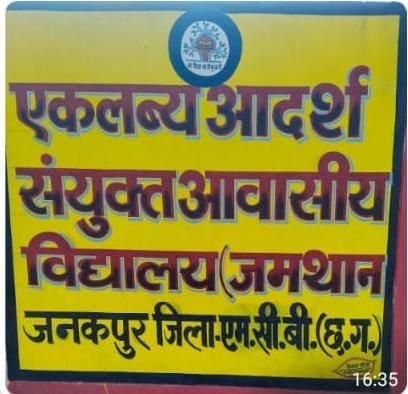 एकलब्य आदर्श
संयुक्त आवासीय
विद्यालय(जमथान
जनकपुर जिला-एम.सी.बी.(छ.ग.)
16:35